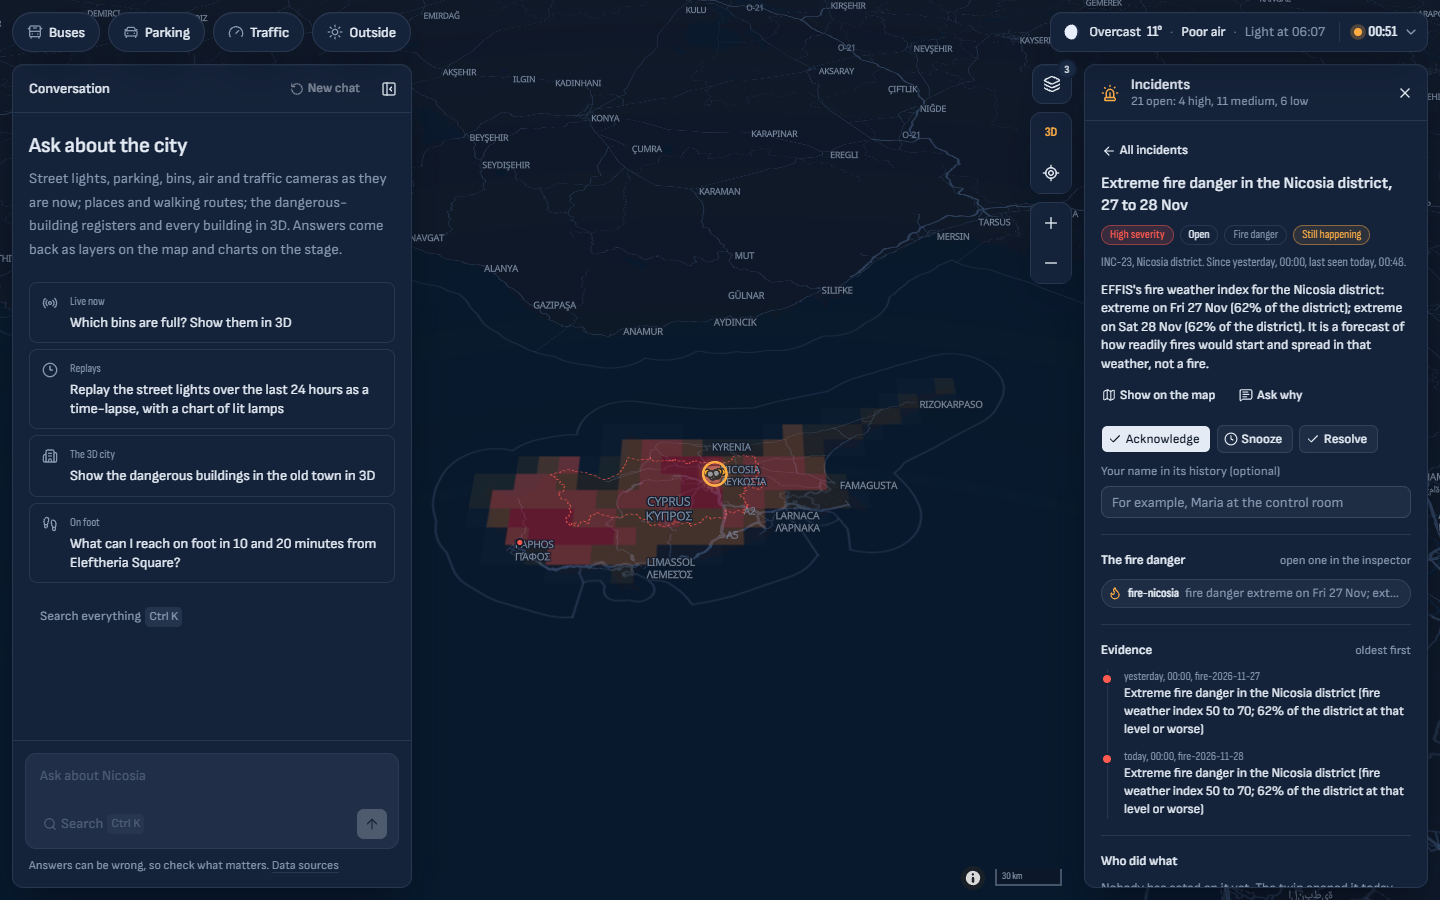 Buses
Parking
Traffic
Outside
Overcast 11° · Poor air · Light at 06:07
00:51
Conversation
New chat
Ask about the city
Street lights, parking, bins, air and traffic cameras as they
are now; places and walking routes; the dangerous-
building registers and every building in 3D. Answers come
back as layers on the map and charts on the stage.
Live now
Which bins are full? Show them in 3D
Replays
Replay the street lights over the last 24 hours as a
time-lapse, with a chart of lit lamps
The 3D city
Show the dangerous buildings in the old town in 3D
On foot
What can I reach on foot in 10 and 20 minutes from
Eleftheria Square?
Search everything Ctrl K
Ask about Nicosia
Search Ctrl K
Answers can be wrong, so check what matters. Data sources
EMIRDAĞ
KULU
O-21
KIRŞEHIR
GEMEREK
O-21
NEVŞEHIR
AKŞEHIR
ILGIN
KADINHANI
AKSARAY
ÇIFTLIK
NIĞDE
KONYA
BEYŞEHIR
KARAPINAR
O-21
ÇUMRA
EREGLI
SEYDIŞEHIR
KARAMAN
TARSUS
MERSIN
MUT
ALANYA
SILIFKE
GÜLNAR
GAZIPAŞA
AYDINCIK
ANAMUR
RIZOKARPASO
KYRENIA
FAMAGUSTA
CYPRUS
ΚΎΠΡΟΣ
A2
LARNACA
ΛΆΡΝΑΚΑ
A5
ΠΆΦΟΣ
LIMASSOL
ΛΕΜΕΣΌΣ
3
3D
30 km
Incidents
21 open: 4 high, 11 medium, 6 low
All incidents
Extreme fire danger in the Nicosia district,
27 to 28 Nov
High severity
Open
Fire danger
Still happening
INC-23, Nicosia district. Since yesterday, 00:00, last seen today, 00:48.
EFFIS's fire weather index for the Nicosia district:
extreme on Fri 27 Nov (62% of the district); extreme
on Sat 28 Nov (62% of the district). It is a forecast of
how readily fires would start and spread in that
weather, not a fire.
Show on the map
Ask why
Acknowledge
Snooze
Resolve
Your name in its history (optional)
For example, Maria at the control room
The fire danger
open one in the inspector
fire-nicosia fire danger extreme on Fri 27 Nov; ext...
Evidence
oldest first
yesterday, 00:00, fire-2026-11-27
Extreme fire danger in the Nicosia district (fire
weather index 50 to 70; 62% of the district at that
level or worse)
today, 00:00, fire-2026-11-28
Extreme fire danger in the Nicosia district (fire
weather index 50 to 70; 62% of the district at that
level or worse)
Who did what